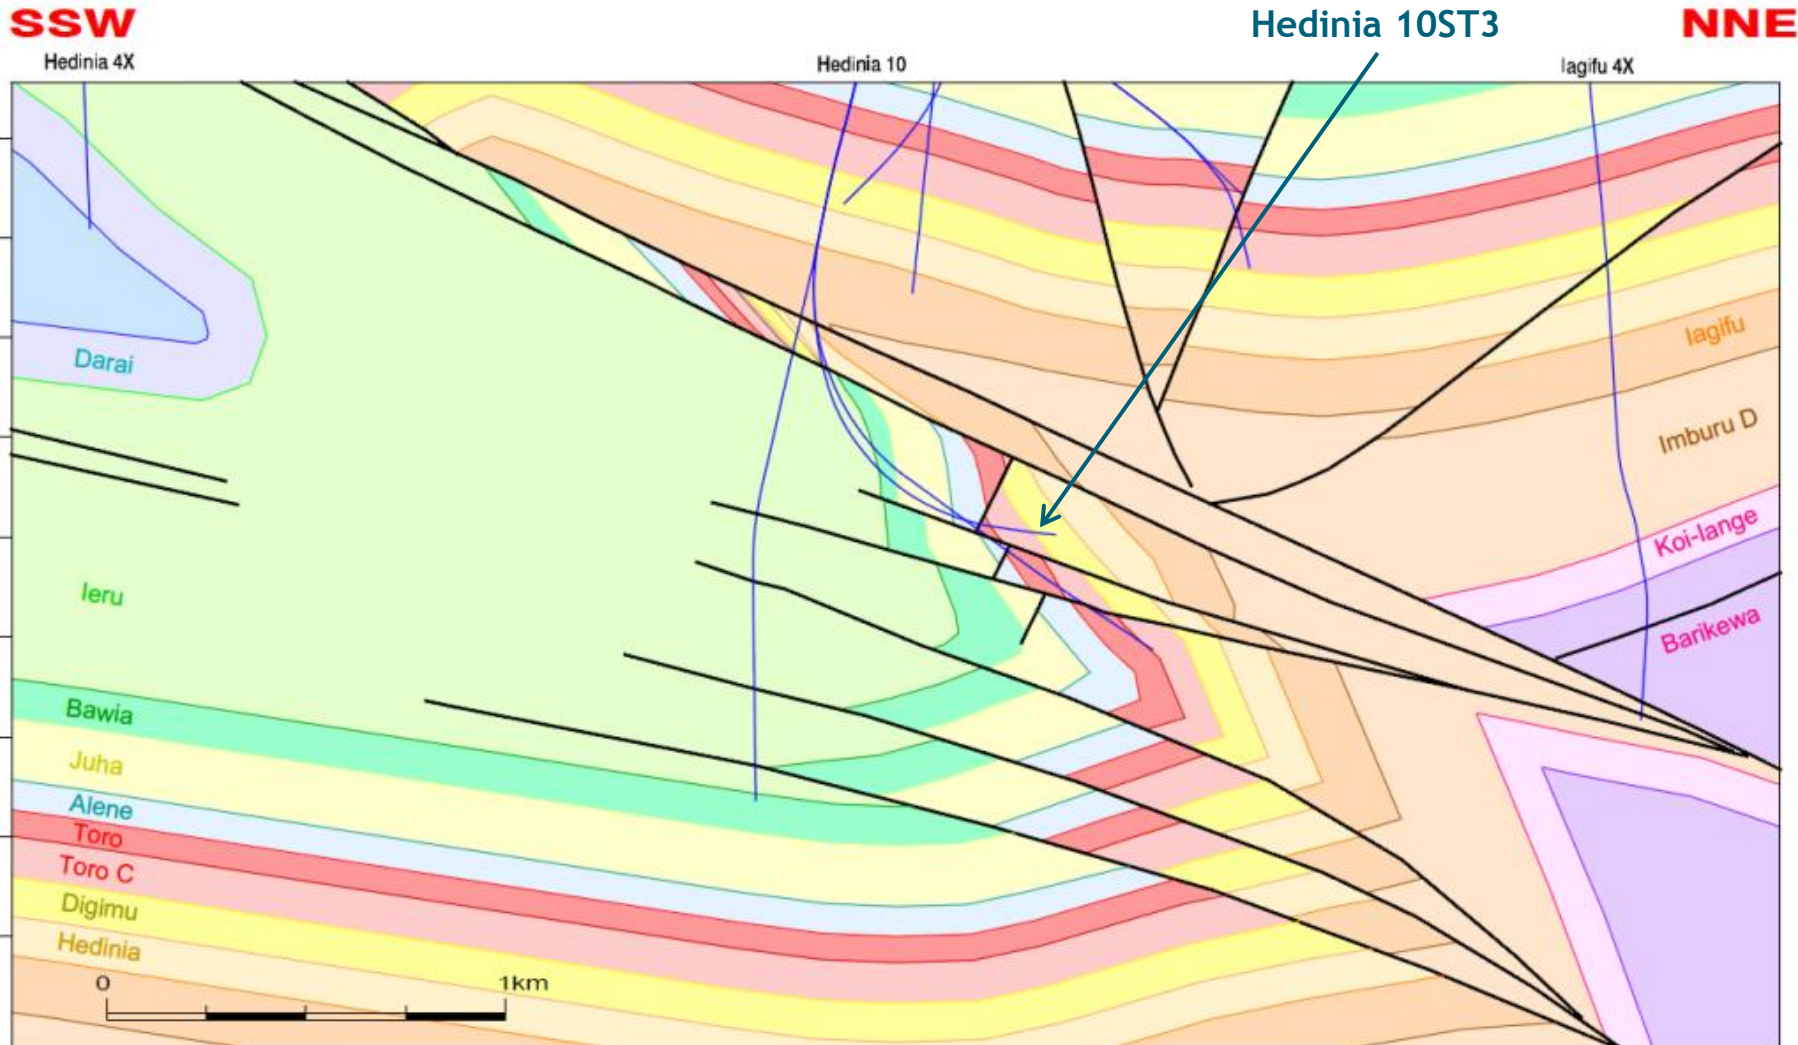 SSW
Hedinia 10ST3
NNE
Hedinia 4X
Hedinia 10
Iagifu 4X
Iagifu
Darai
Imburu D
Koi-Iange
Ieru
Barikewa
Bawia
Juha
Alene
Toro
Toro C
Digimu
Hedinia
0
1km